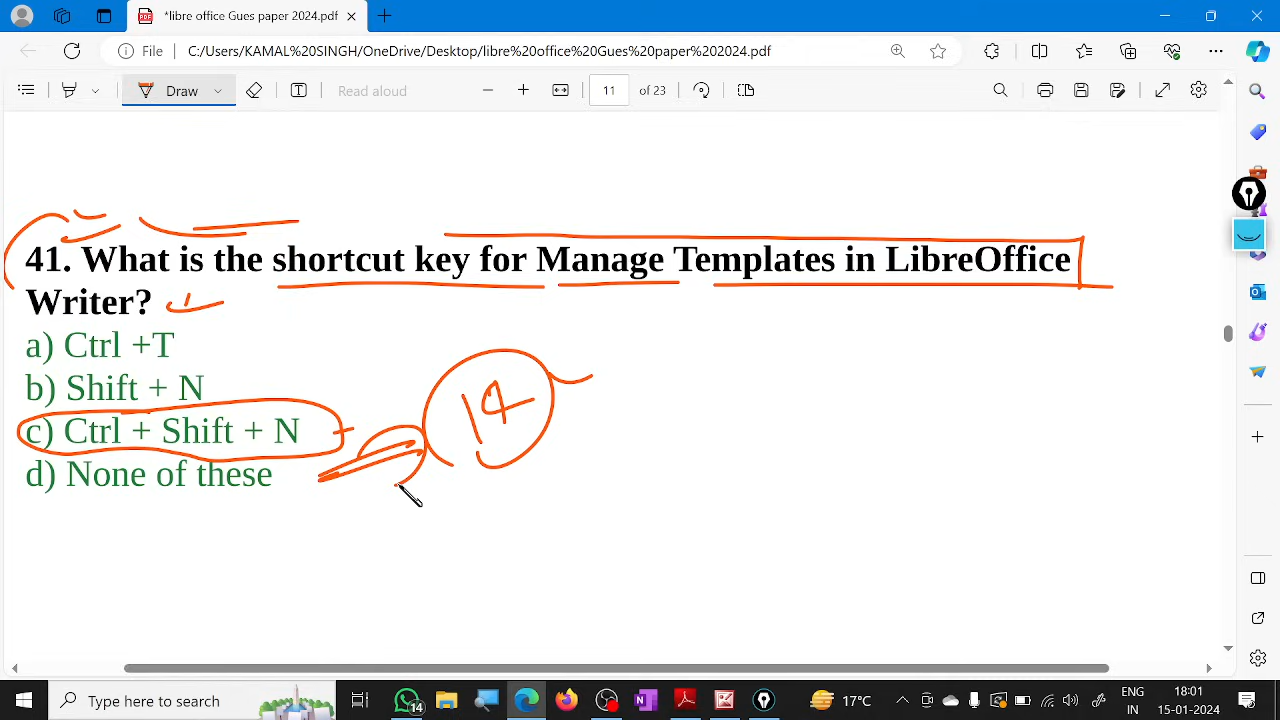 *libre office Gues paper 2024.pdf
File C:/Users/KAMAL%20SINGH/OneDrive/Desktop/libre%20office%20Gues%20paper%202024.pdf
Draw Read aloud 11 of 23
41. What is the shortcut key for Manage Templates in LibreOffice
Writer?
a) Ctrl +T
b) Shift + N
c) Ctrl + Shift + N
d) None of these
14
Type here to search
14
17°C
ENG
IN
18:01
15-01-2024